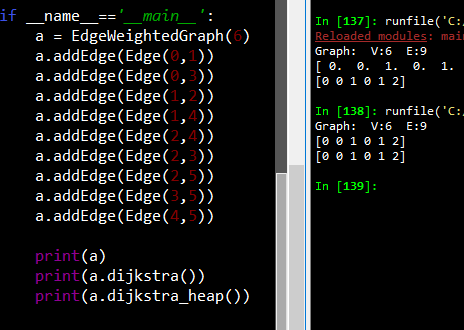 if __name__=='__main__':
a = EdgeWeightedGraph(6)
a.addEdge(Edge(0,1))
a.addEdge(Edge(0,3))
a.addEdge(Edge(1,2))
a.addEdge(Edge(1,4))
a.addEdge(Edge(2,4))
a.addEdge(Edge(2,3))
a.addEdge(Edge(2,5))
a.addEdge(Edge(3,5))
a.addEdge(Edge(4,5))
print(a)
print(a.dijkstra())
print(a.dijkstra_heap())
In [137]: runfile('C:
Reloaded modules: mai
Graph: V:6 E:9
[ 0. 0. 1. 0. 1.
[0 0 1 0 1 2]
In [138]: runfile('C:
Graph: V:6 E:9
[0 0 1 0 1 2]
[0 0 1 0 1 2]
In [139]: